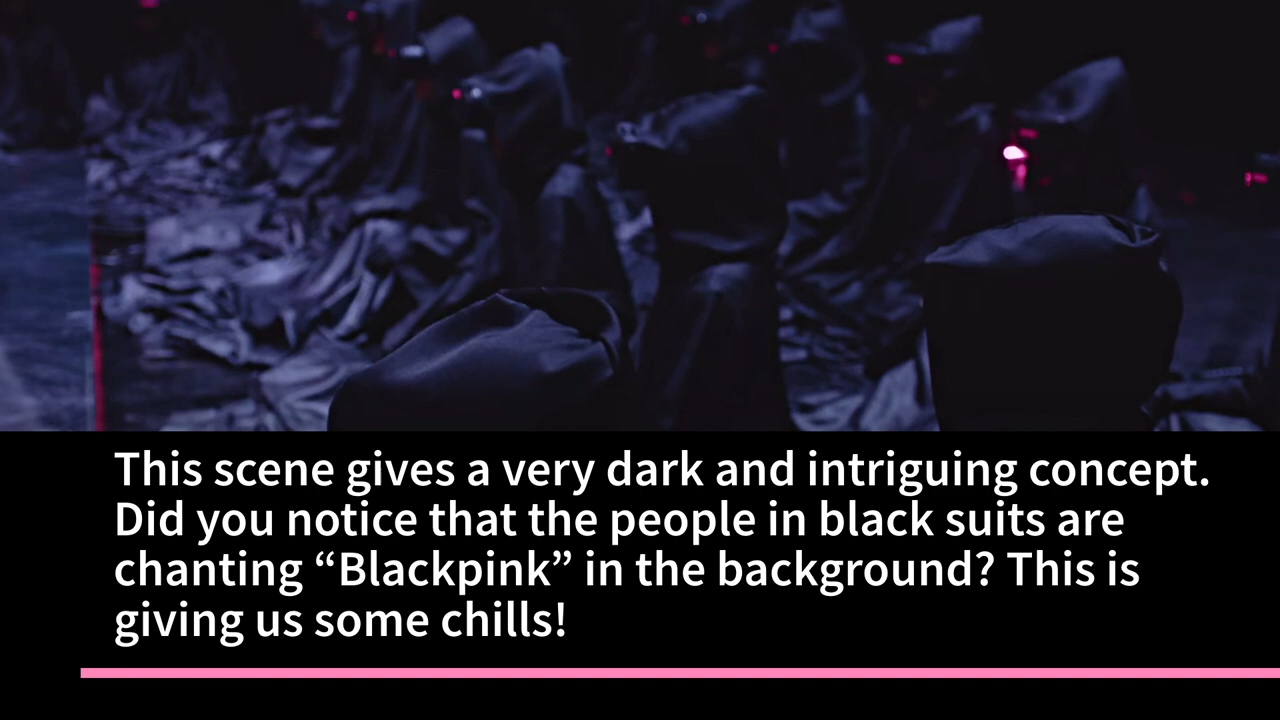 This scene gives a very dark and intriguing concept.
Did you notice that the people in black suits are
chanting “Blackpink” in the background? This is
giving us some chills!